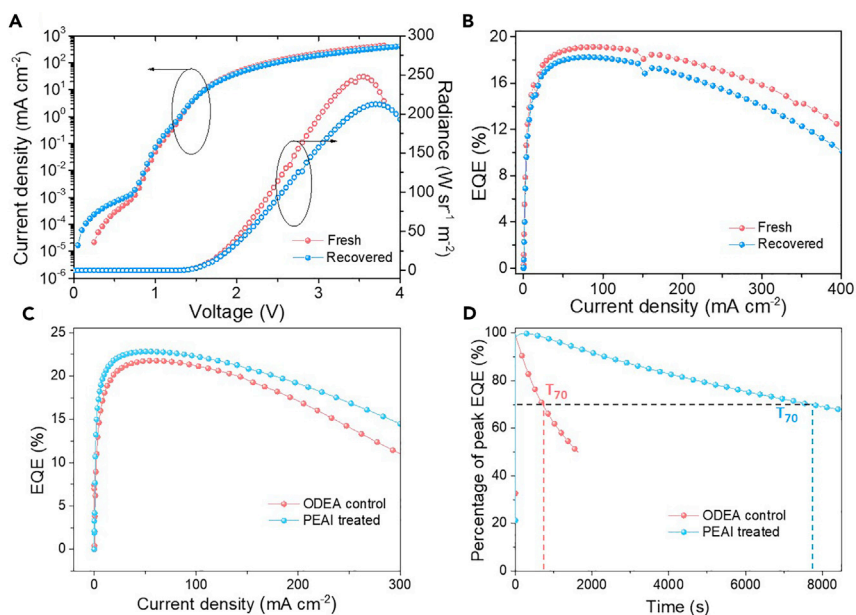 A
Current density (mA cm⁻²)
10³
10²
10¹
10⁰
10⁻¹
10⁻²
10⁻³
10⁻⁴
10⁻⁵
10⁻⁶
0
1
2
3
4
Voltage (V)
300
250
200
150
100
50
0
Radiance (W sr⁻¹ m⁻²)
Fresh
Recovered
B
EQE (%)
20
16
12
8
4
0
0
100
200
300
400
Current density (mA cm⁻²)
Fresh
Recovered
C
EQE (%)
25
20
15
10
5
0
0
100
200
300
Current density (mA cm⁻²)
ODEA control
PEAI treated
D
Percentage of peak EQE (%)
100
80
60
40
20
0
0
2000
4000
6000
8000
Time (s)
T₇₀
T₇₀
ODEA control
PEAI treated